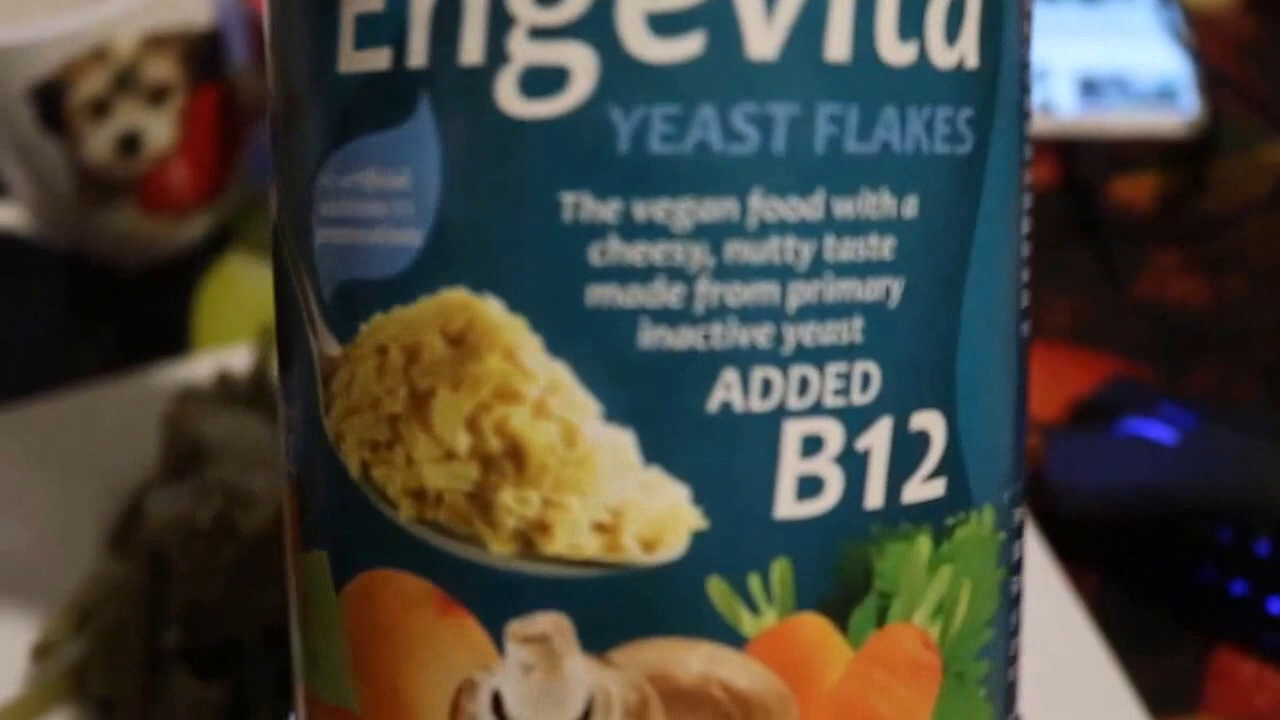 Engevita
YEAST FLAKES
The vegan food with a
cheesy, nutty taste
made from primary
inactive yeast
ADDED
B12